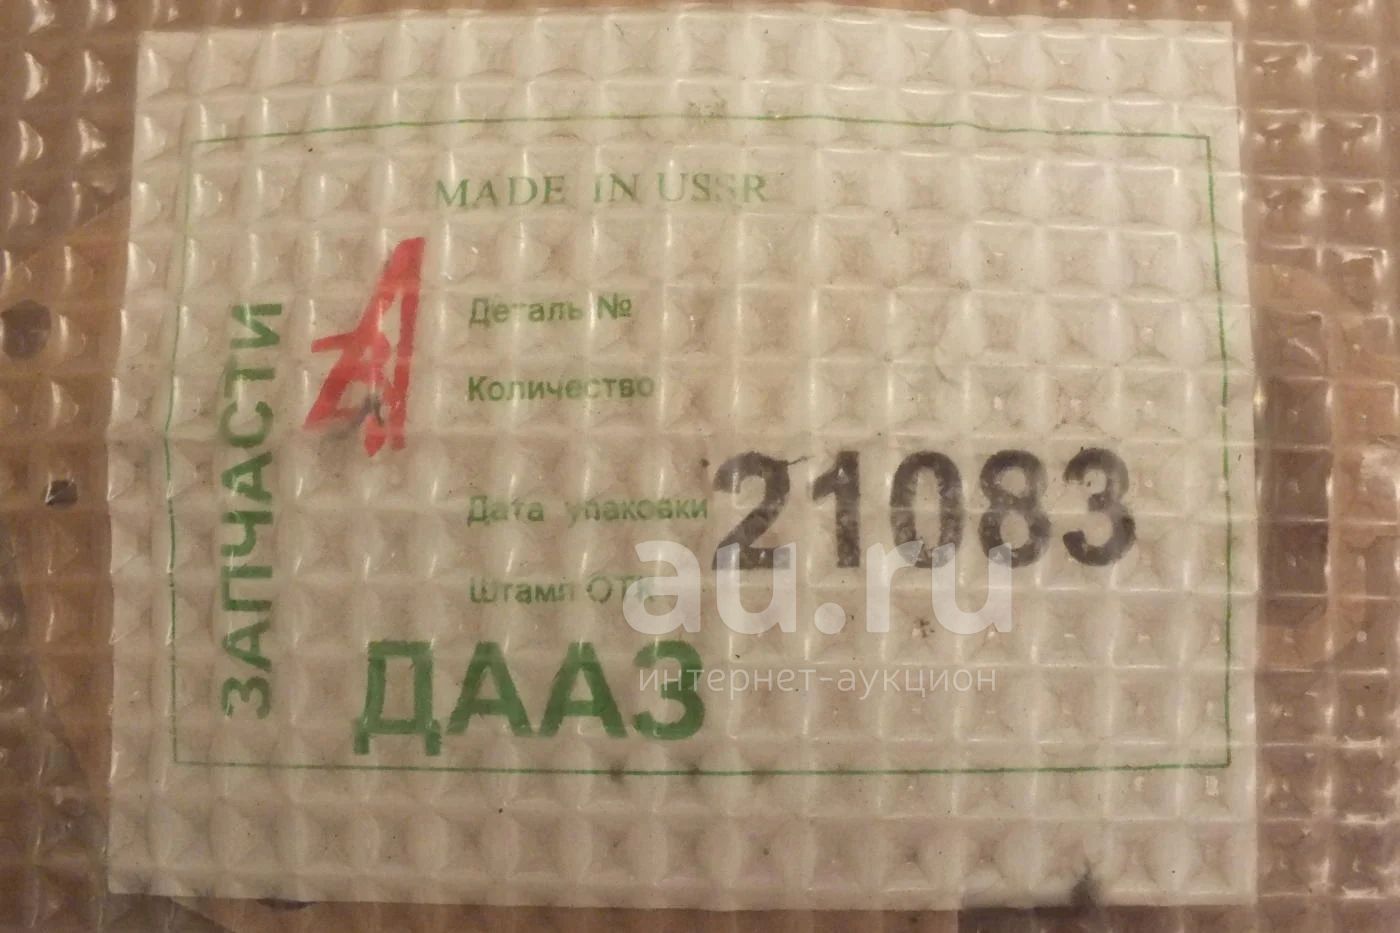 MADE IN USSR
ЗАПЧАСТИ
Деталь №
Количество
Дата упаковки
21083
Штамп ОТК
ДААЗ
au.ru
интернет-аукцион